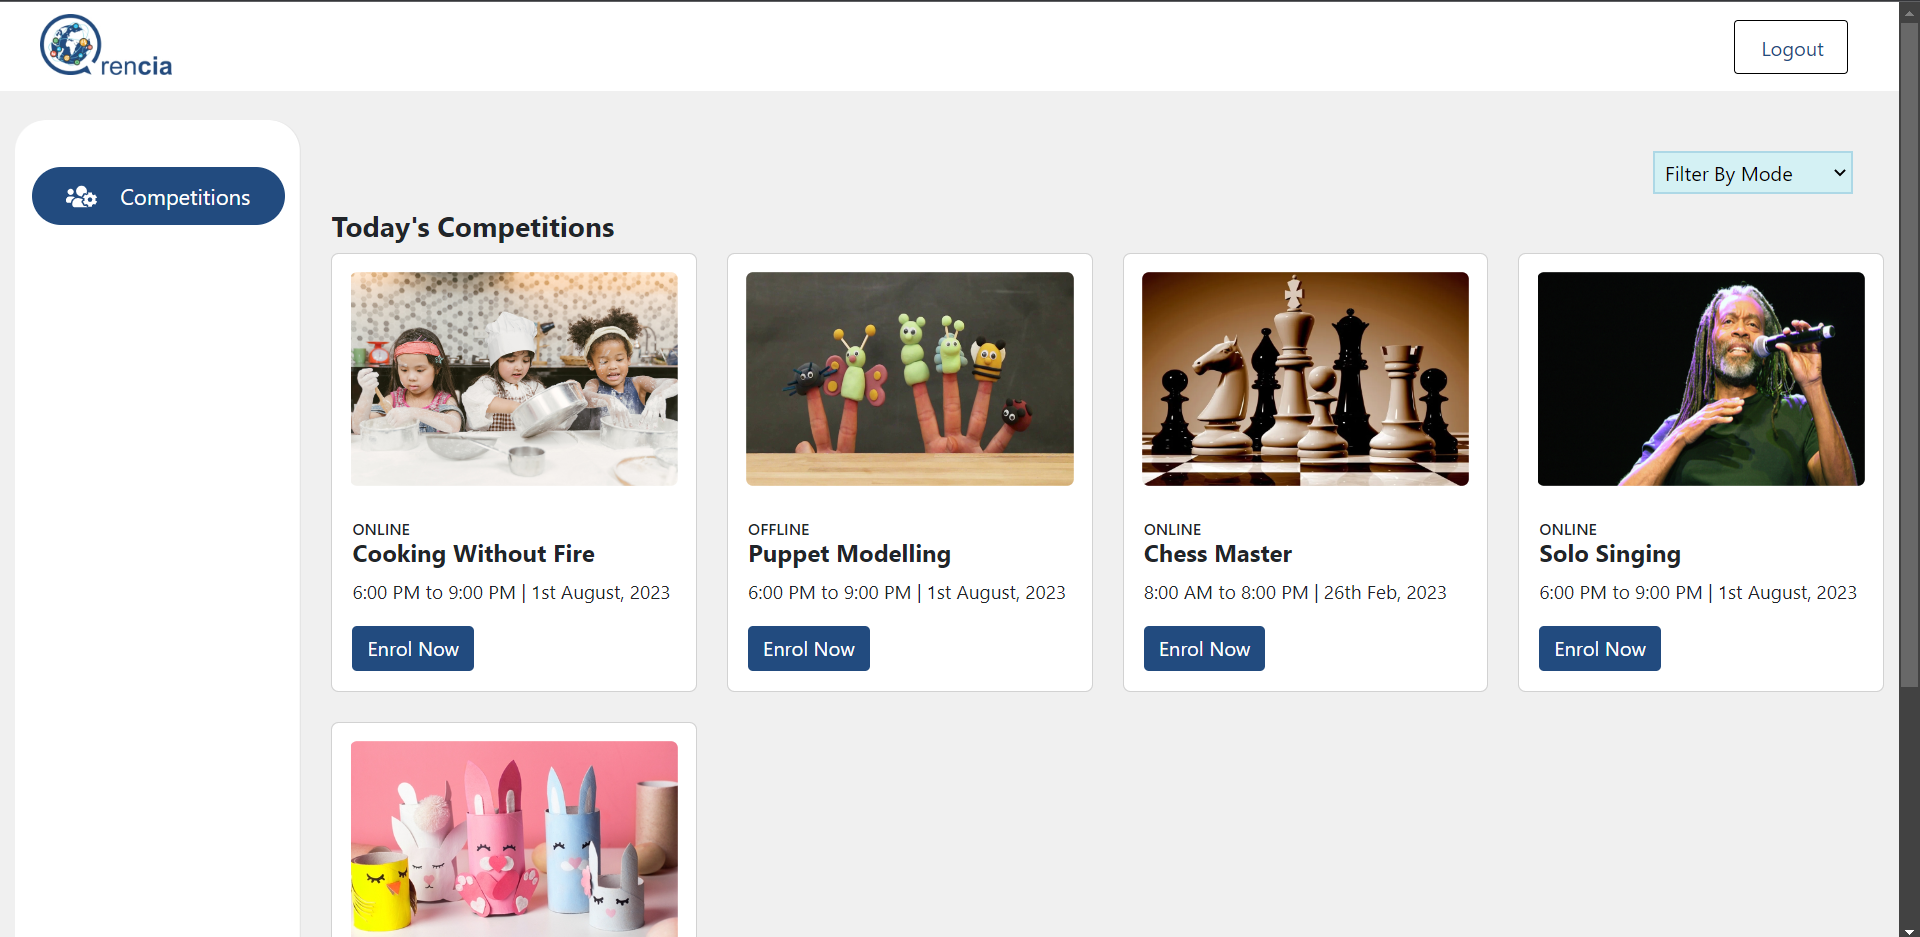 rencia
Logout
Competitions
Filter By Mode
Today's Competitions
ONLINE
Cooking Without Fire
6:00 PM to 9:00 PM | 1st August, 2023
Enrol Now
OFFLINE
Puppet Modelling
6:00 PM to 9:00 PM | 1st August, 2023
Enrol Now
ONLINE
Chess Master
8:00 AM to 8:00 PM | 26th Feb, 2023
Enrol Now
ONLINE
Solo Singing
6:00 PM to 9:00 PM | 1st August, 2023
Enrol Now